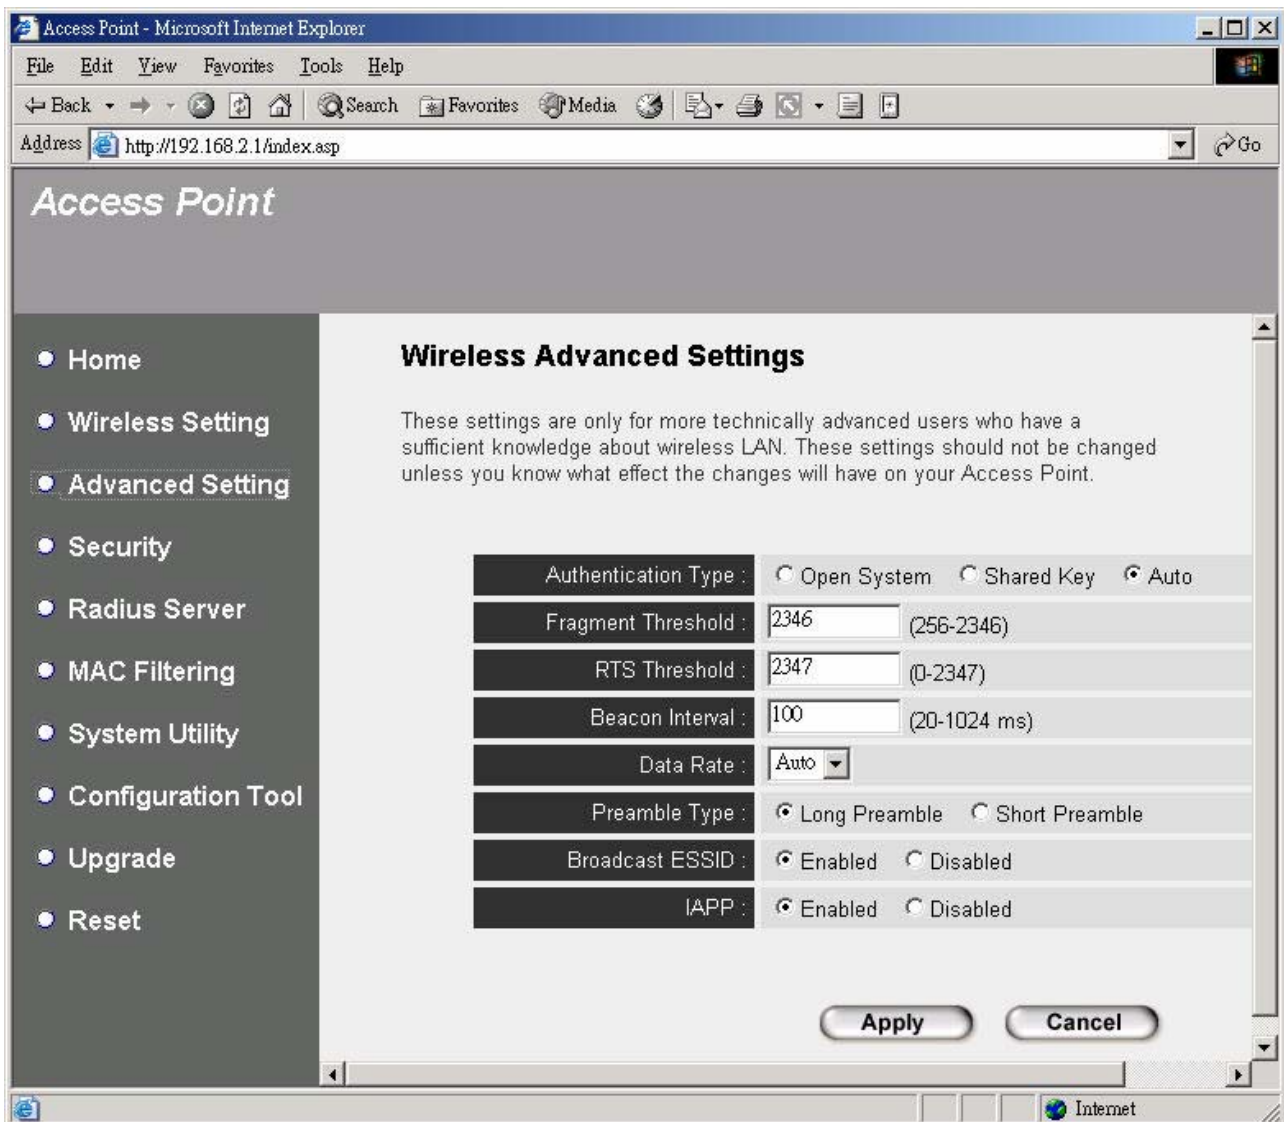 Access Point - Microsoft Internet Explorer
File Edit View Favorites Tools Help
Back Search Favorites Media
Address http://192.168.2.1/index.asp Go
Access Point
Home
Wireless Setting
Advanced Setting
Security
Radius Server
MAC Filtering
System Utility
Configuration Tool
Upgrade
Reset
Wireless Advanced Settings
These settings are only for more technically advanced users who have a
sufficient knowledge about wireless LAN. These settings should not be changed
unless you know what effect the changes will have on your Access Point.
Authentication Type : Open System Shared Key Auto
Fragment Threshold : 2346 (256-2346)
RTS Threshold : 2347 (0-2347)
Beacon Interval : 100 (20-1024 ms)
Data Rate : Auto
Preamble Type : Long Preamble Short Preamble
Broadcast ESSID : Enabled Disabled
IAPP : Enabled Disabled
Apply Cancel
Internet